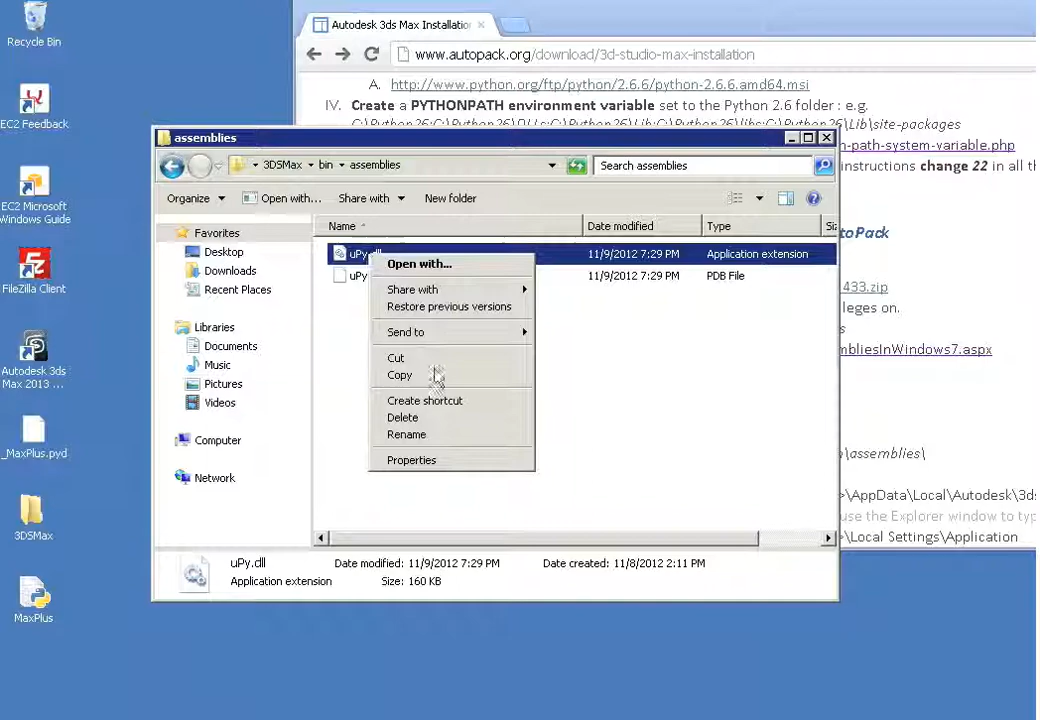 Recycle Bin
EC2 Feedback
EC2 Microsoft
Windows Guide
FileZilla Client
Autodesk 3ds
Max 2013 ...
_MaxPlus.pyd
3DSMax
MaxPlus
Autodesk 3ds Max Installation
www.autopack.org/download/3d-studio-max-installation
A. http://www.python.org/ftp/python/2.6.6/python-2.6.6.amd64.msi
IV. Create a PYTHONPATH environment variable set to the Python 2.6 folder : e.g.
C:\Python26;C:\Python26\DLLs;C:\Python26\Lib;C:\Python26\libs;C:\Python26\Lib\site-packages
-path-system-variable.php
instructions change 22 in all
toPack
433.zip
leges on.
bliesInWindows7.aspx
\assemblies\
>\AppData\Local\Autodesk\3ds
use the Explorer window to typ
>\Local Settings\Application
assemblies
3DSMax bin assemblies
Search assemblies
Organize Open with... Share with New folder
Name Date modified Type
Favorites
Desktop
Downloads
Recent Places
Libraries
Documents
Music
Pictures
Videos
Computer
Network
uPy.dll 11/9/2012 7:29 PM Application extension
uPy 11/9/2012 7:29 PM PDB File
Open with...
Share with
Restore previous versions
Send to
Cut
Copy
Create shortcut
Delete
Rename
Properties
uPy.dll Date modified: 11/9/2012 7:29 PM Date created: 11/8/2012 2:11 PM
Application extension Size: 160 KB